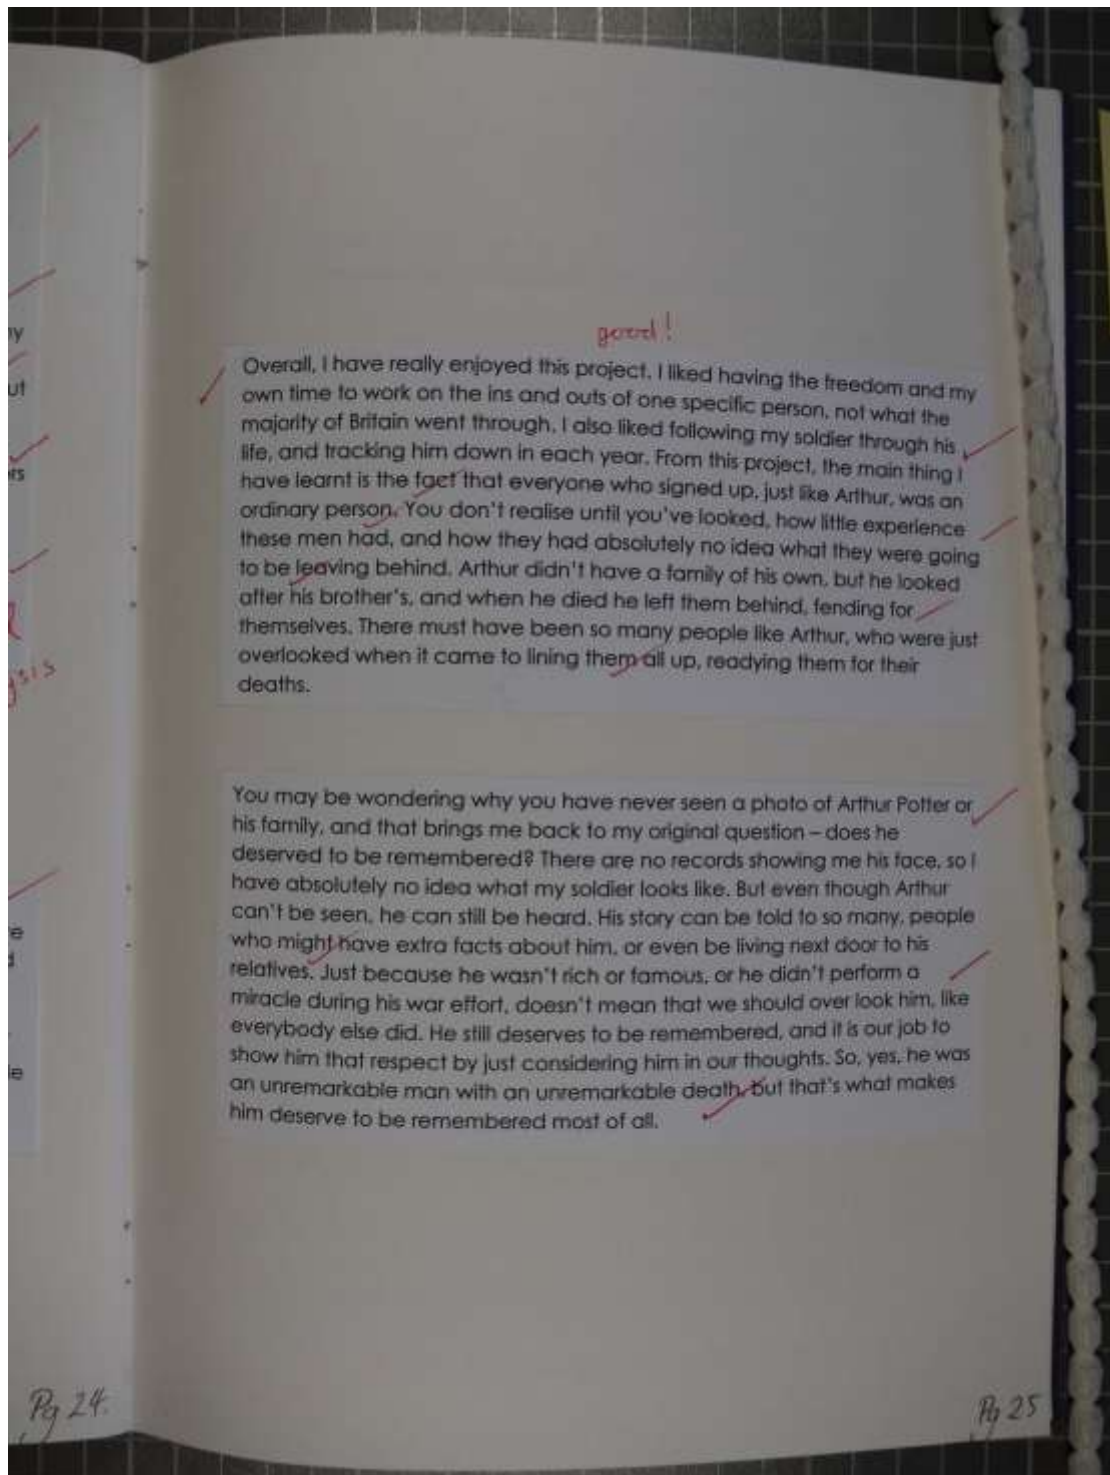 ny
ut
rs
ysis
e
le
Pg 24.
good!
Overall, I have really enjoyed this project. I liked having the freedom and my
own time to work on the ins and outs of one specific person, not what the
majority of Britain went through. I also liked following my soldier through his
life, and tracking him down in each year. From this project, the main thing I
have learnt is the fact that everyone who signed up, just like Arthur, was an
ordinary person. You don't realise until you've looked, how little experience
these men had, and how they had absolutely no idea what they were going
to be leaving behind. Arthur didn't have a family of his own, but he looked
after his brother's, and when he died he left them behind, fending for
themselves. There must have been so many people like Arthur, who were just
overlooked when it came to lining them all up, readying them for their
deaths.
You may be wondering why you have never seen a photo of Arthur Potter or
his family, and that brings me back to my original question – does he
deserved to be remembered? There are no records showing me his face, so I
have absolutely no idea what my soldier looks like. But even though Arthur
can't be seen, he can still be heard. His story can be told to so many, people
who might have extra facts about him, or even be living next door to his
relatives. Just because he wasn't rich or famous, or he didn't perform a
miracle during his war effort, doesn't mean that we should over look him, like
everybody else did. He still deserves to be remembered, and it is our job to
show him that respect by just considering him in our thoughts. So, yes, he was
an unremarkable man with an unremarkable death, but that's what makes
him deserve to be remembered most of all.
Pg 25